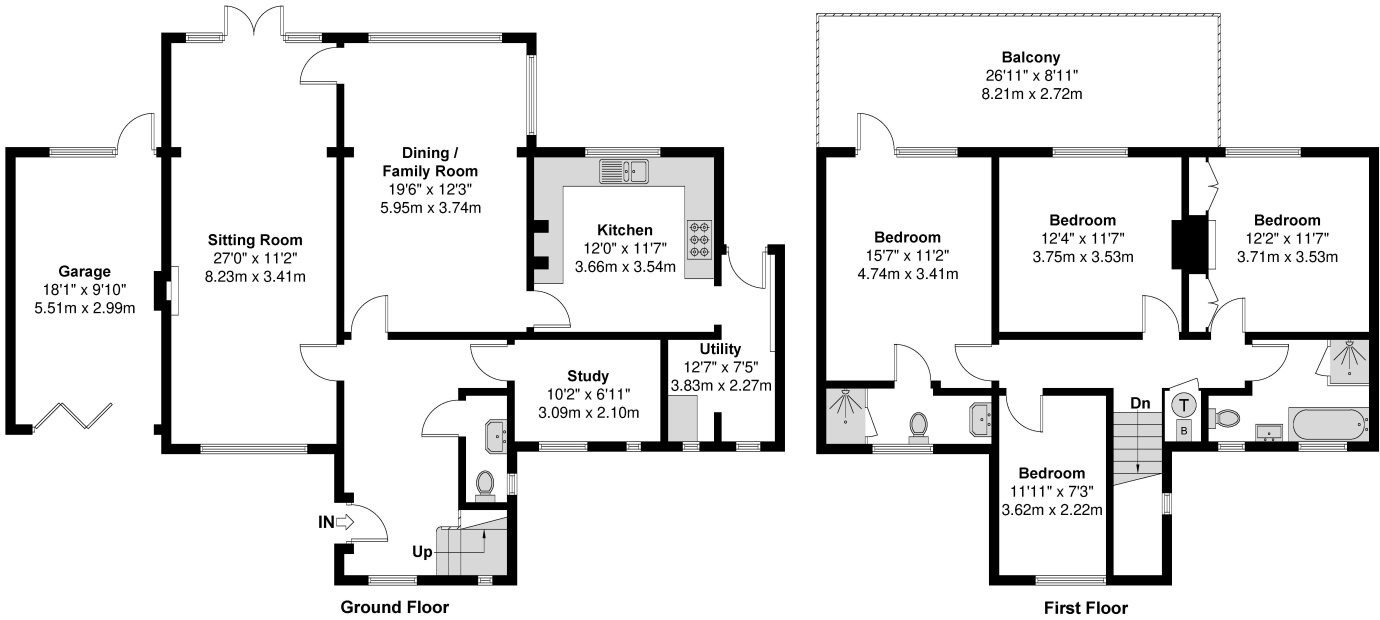 Garage
18'1" x 9'10"
5.51m x 2.99m
Sitting Room
27'0" x 11'2"
8.23m x 3.41m
Dining /
Family Room
19'6" x 12'3"
5.95m x 3.74m
Kitchen
12'0" x 11'7"
3.66m x 3.54m
Utility
12'7" x 7'5"
3.83m x 2.27m
Study
10'2" x 6'11"
3.09m x 2.10m
IN
Up
Ground Floor
Balcony
26'11" x 8'11"
8.21m x 2.72m
Bedroom
15'7" x 11'2"
4.74m x 3.41m
Bedroom
12'4" x 11'7"
3.75m x 3.53m
Bedroom
12'2" x 11'7"
3.71m x 3.53m
Dn
T
B
Bedroom
11'11" x 7'3"
3.62m x 2.22m
First Floor